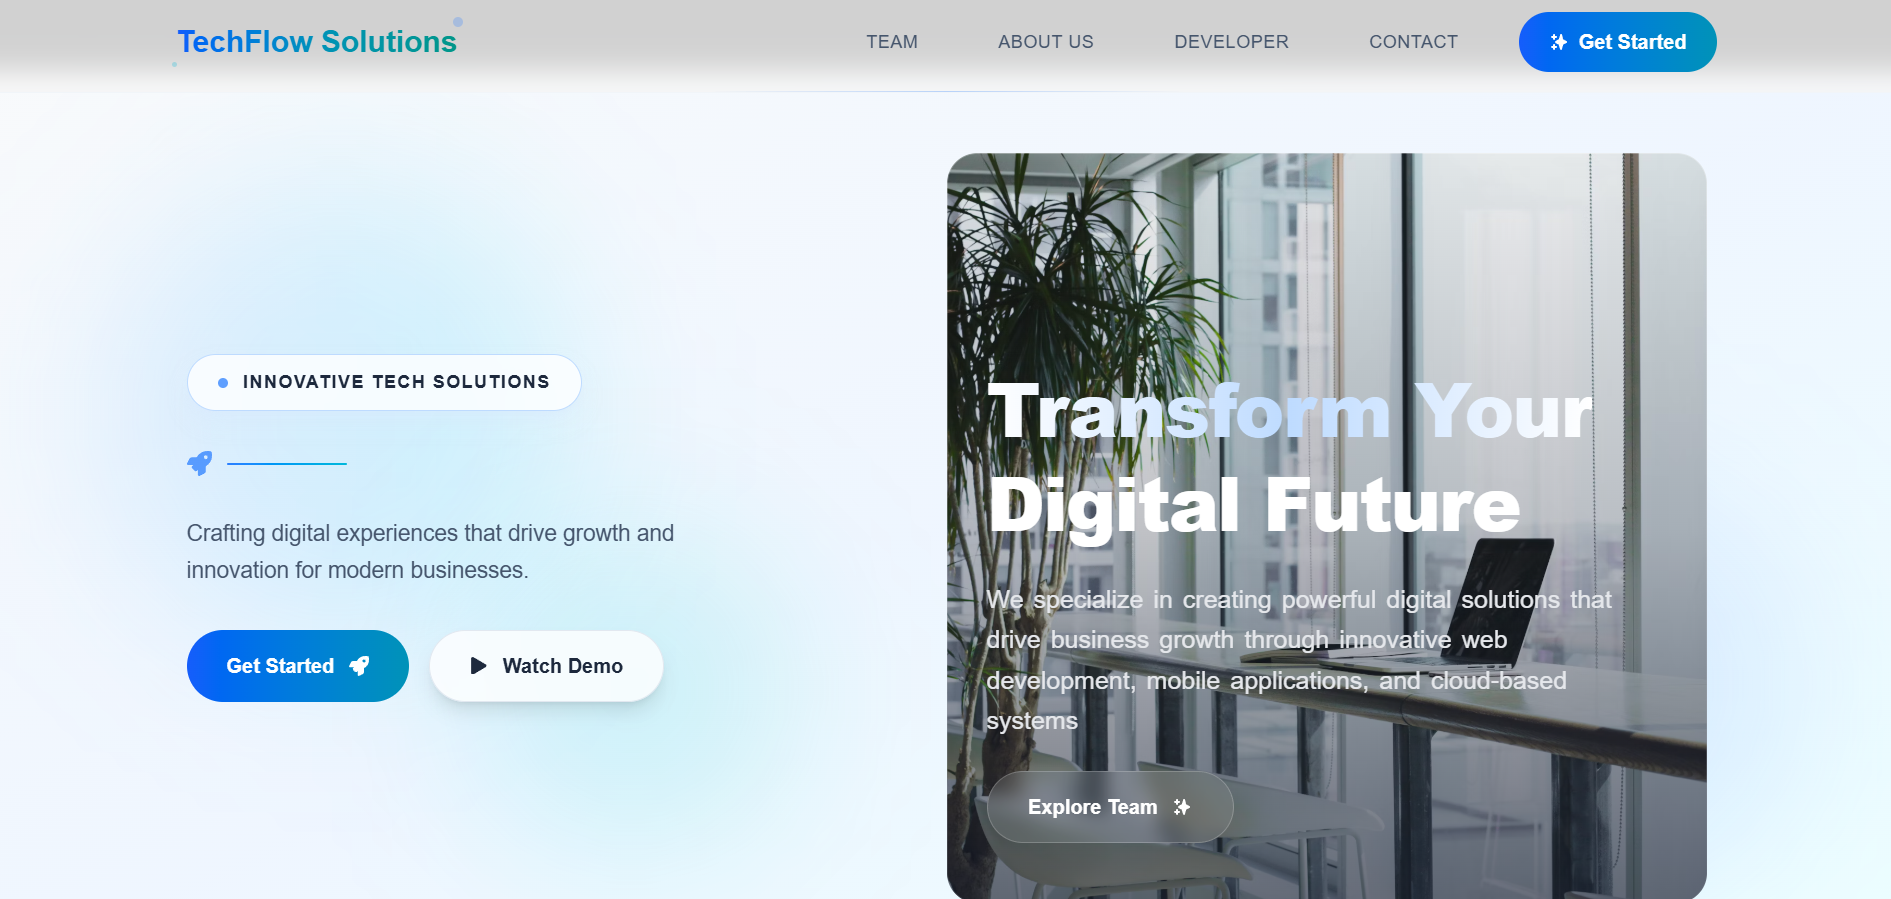 TechFlow Solutions
TEAM
ABOUT US
DEVELOPER
CONTACT
Get Started
INNOVATIVE TECH SOLUTIONS
Crafting digital experiences that drive growth and
innovation for modern businesses.
Get Started
Watch Demo
Transform Your
Digital Future
We specialize in creating powerful digital solutions that
drive business growth through innovative web
development, mobile applications, and cloud-based
systems
Explore Team